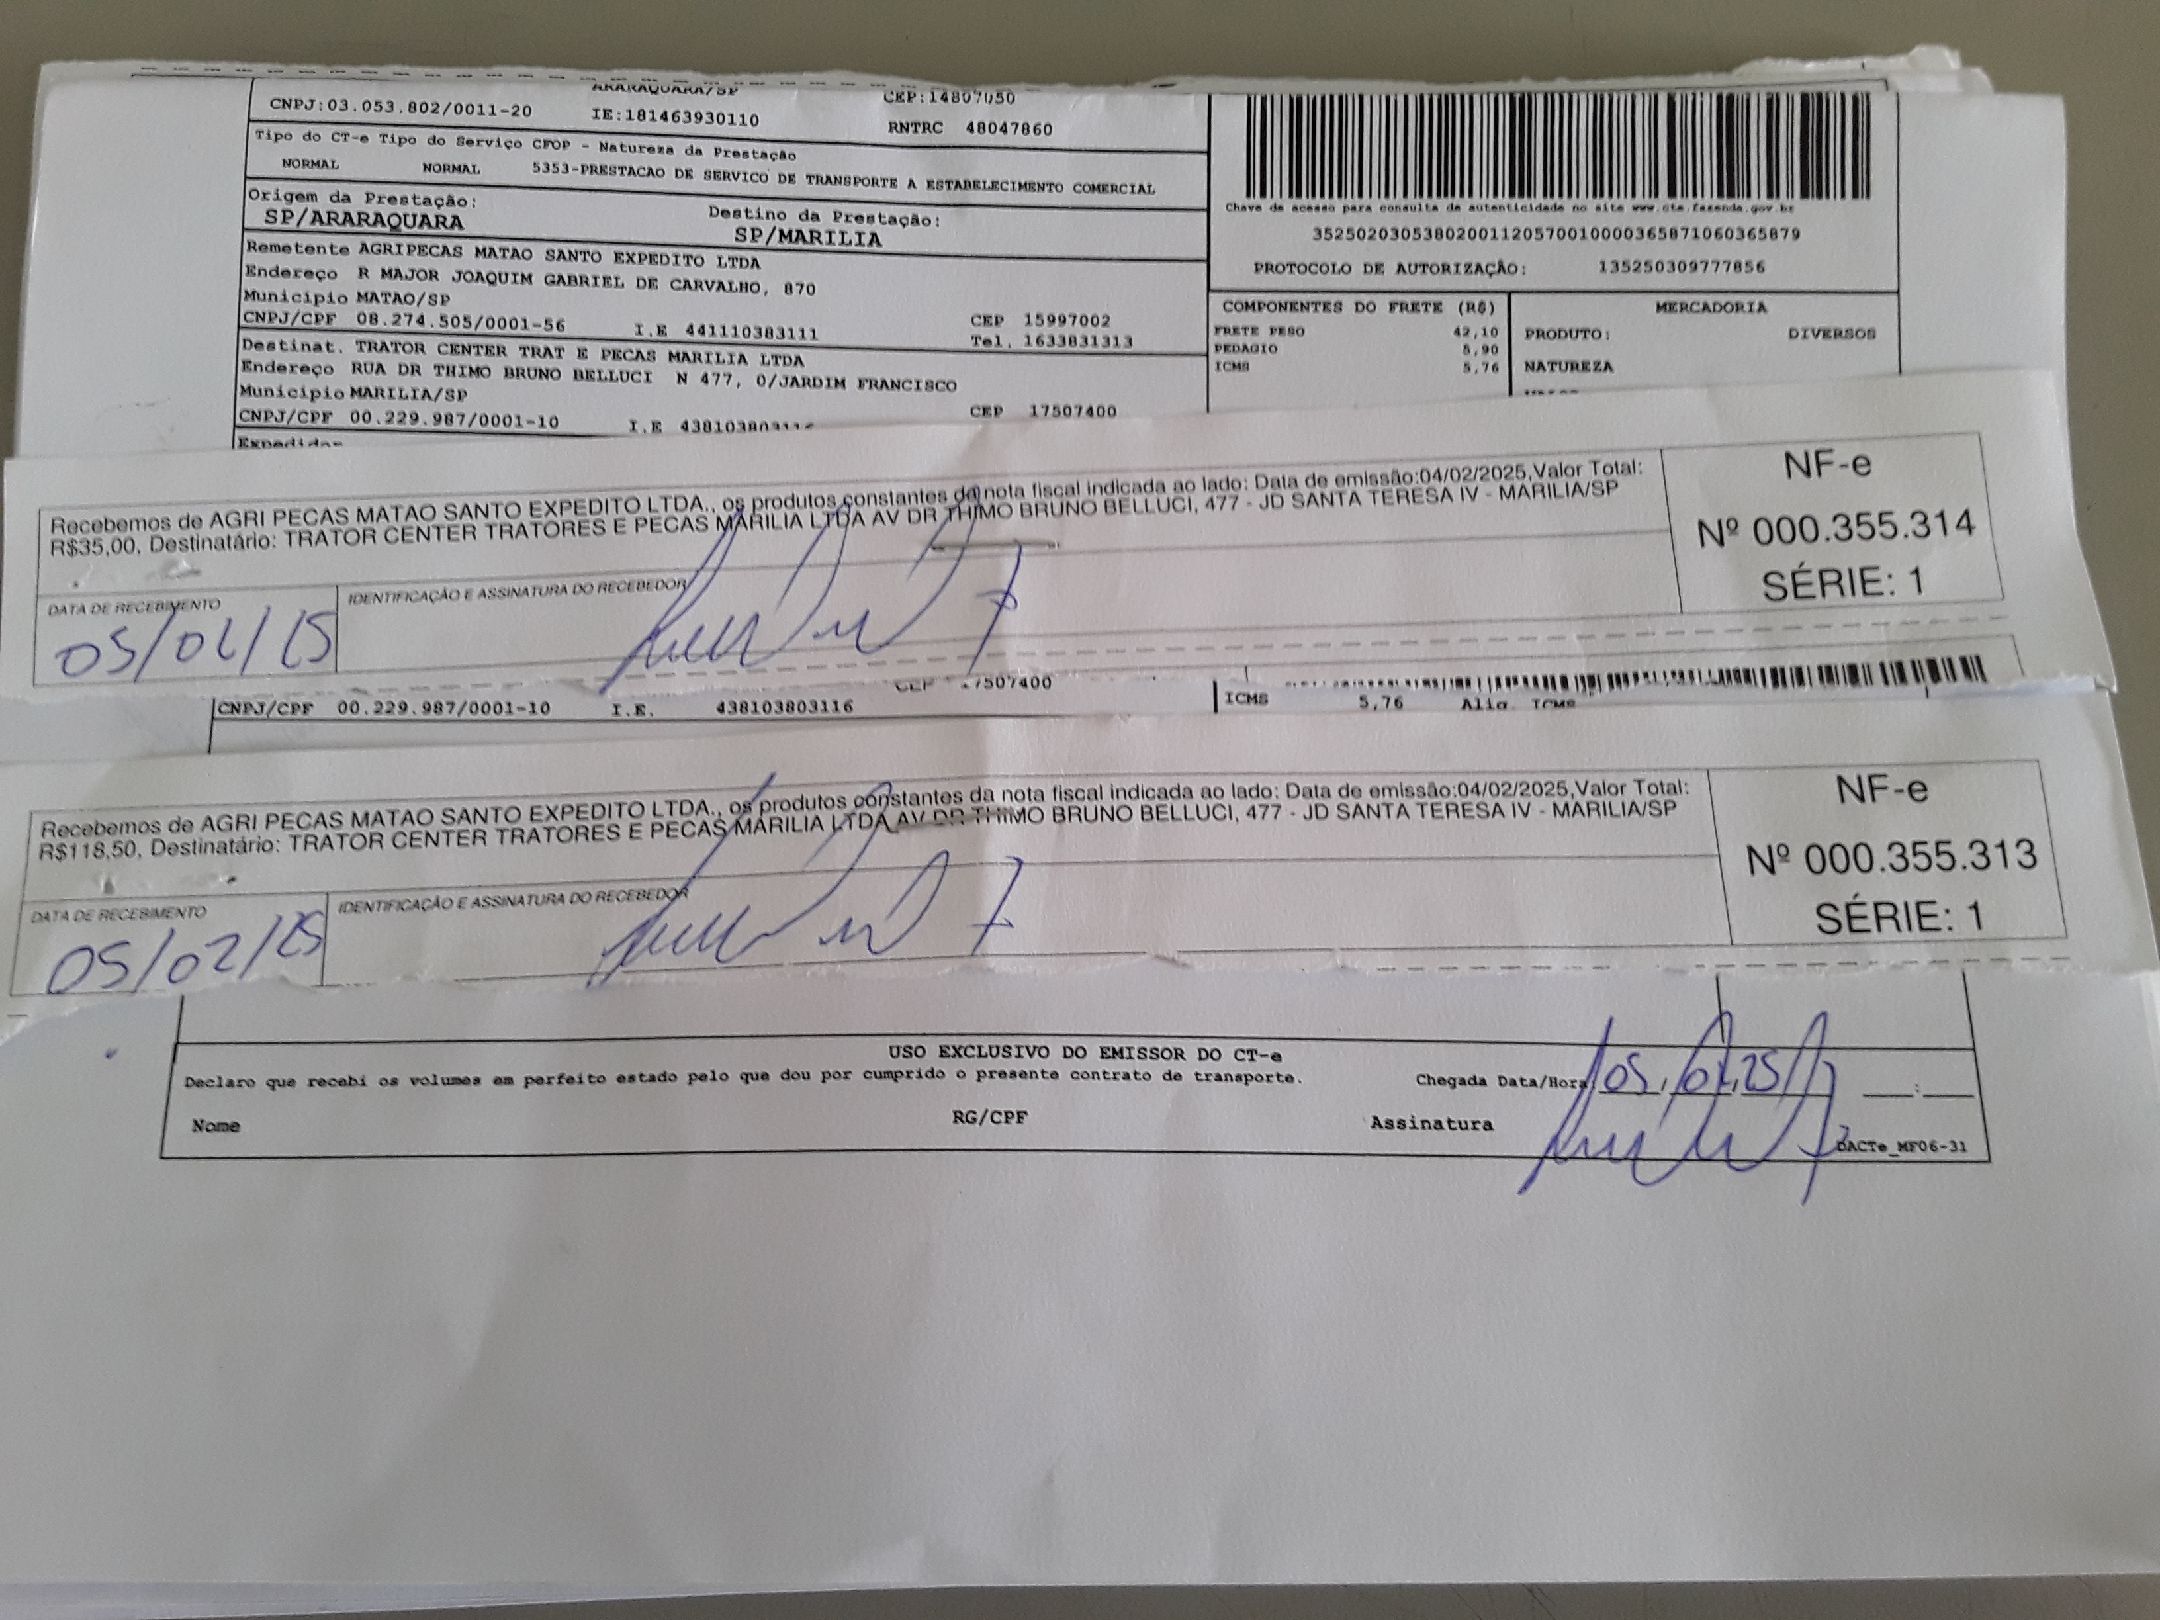 ARARAQUARA/SP CEP:14807050
CNPJ:03.053.802/0011-20 IE:181463930110 RNTRC 48047860
Tipo do CT-e Tipo do Serviço CFOP - Natureza da Prestação
NORMAL NORMAL 5353-PRESTACAO DE SERVICO DE TRANSPORTE A ESTABELECIMENTO COMERCIAL
Origem da Prestação: Destino da Prestação:
SP/ARARAQUARA SP/MARILIA
Remetente AGRIPECAS MATAO SANTO EXPEDITO LTDA
Endereço R MAJOR JOAQUIM GABRIEL DE CARVALHO, 870
Municipio MATAO/SP CEP 15997002
CNPJ/CPF 08.274.505/0001-56 I.E 441110383111 Tel. 1633831313
Destinat. TRATOR CENTER TRAT E PECAS MARILIA LTDA
Endereço RUA DR THIMO BRUNO BELLUCI N 477, 0/JARDIM FRANCISCO
Municipio MARILIA/SP CEP 17507400
CNPJ/CPF 00.229.987/0001-10 I.E 438103803116
Expedidor
Chave de acesso para consulta de autenticidade no site www.cte.fazenda.gov.br
35250203053802001120570010000365871060365879
PROTOCOLO DE AUTORIZAÇÃO: 135250309777856
COMPONENTES DO FRETE (R$) MERCADORIA
FRETE PESO 42,10 PRODUTO: DIVERSOS
PEDAGIO 5,90
ICMS 5,76 NATUREZA
Recebemos de AGRI PECAS MATAO SANTO EXPEDITO LTDA., os produtos constantes da nota fiscal indicada ao lado: Data de emissão:04/02/2025,Valor Total:
R$35,00, Destinatário: TRATOR CENTER TRATORES E PECAS MARILIA LTDA AV DR THIMO BRUNO BELLUCI, 477 - JD SANTA TERESA IV - MARILIA/SP
NF-e
Nº 000.355.314
SÉRIE: 1
DATA DE RECEBIMENTO IDENTIFICAÇÃO E ASSINATURA DO RECEBEDOR
05/02/25
CEP 17507400
CNPJ/CPF 00.229.987/0001-10 I.E. 438103803116 ICMS 5,76 Aliq. ICMS
Recebemos de AGRI PECAS MATAO SANTO EXPEDITO LTDA., os produtos constantes da nota fiscal indicada ao lado: Data de emissão:04/02/2025,Valor Total:
R$118,50, Destinatário: TRATOR CENTER TRATORES E PECAS MARILIA LTDA AV DR THIMO BRUNO BELLUCI, 477 - JD SANTA TERESA IV - MARILIA/SP
NF-e
Nº 000.355.313
SÉRIE: 1
DATA DE RECEBIMENTO IDENTIFICAÇÃO E ASSINATURA DO RECEBEDOR
05/02/25
USO EXCLUSIVO DO EMISSOR DO CT-e
Declaro que recebi os volumes em perfeito estado pelo que dou por cumprido o presente contrato de transporte. Chegada Data/Hora: 05/02/25 __:__
Nome RG/CPF Assinatura
DACTe_MF06-31